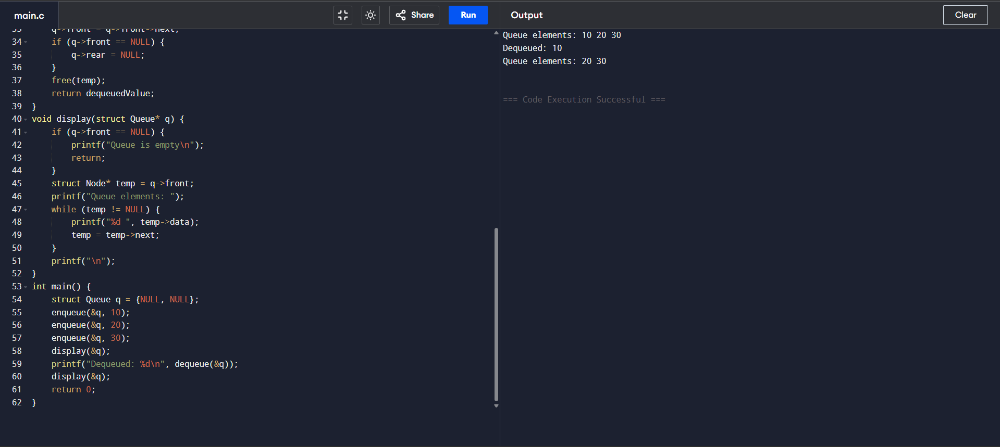 main.c
Share
Run
Output
Clear
33 q->front = q->front->next;
34 if (q->front == NULL) {
35 q->rear = NULL;
36 }
37 free(temp);
38 return dequeuedValue;
39 }
40 void display(struct Queue* q) {
41 if (q->front == NULL) {
42 printf("Queue is empty\n");
43 return;
44 }
45 struct Node* temp = q->front;
46 printf("Queue elements: ");
47 while (temp != NULL) {
48 printf("%d ", temp->data);
49 temp = temp->next;
50 }
51 printf("\n");
52 }
53 int main() {
54 struct Queue q = {NULL, NULL};
55 enqueue(&q, 10);
56 enqueue(&q, 20);
57 enqueue(&q, 30);
58 display(&q);
59 printf("Dequeued: %d\n", dequeue(&q));
60 display(&q);
61 return 0;
62 }
Queue elements: 10 20 30
Dequeued: 10
Queue elements: 20 30
=== Code Execution Successful ===